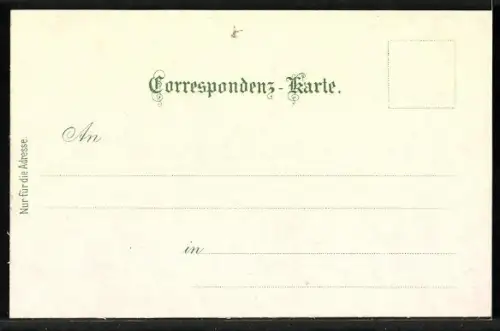 Correspondenz-Karte.
An
in
Nur für die Adresse.